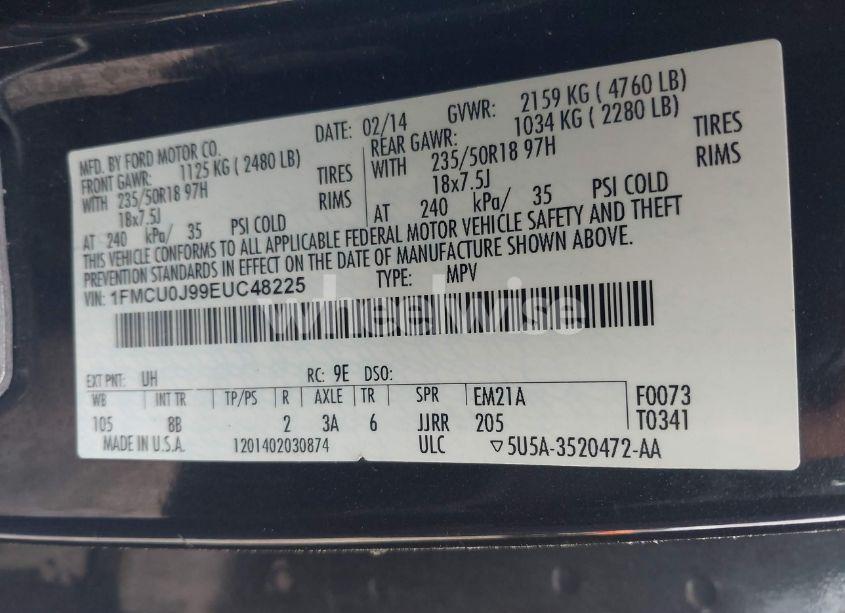 MFD. BY FORD MOTOR CO. DATE: 02/14 GVWR: 2159 KG ( 4760 LB)
FRONT GAWR: 1125 KG ( 2480 LB) REAR GAWR: 1034 KG ( 2280 LB)
WITH 235/50R18 97H TIRES WITH 235/50R18 97H TIRES
18x7.5J RIMS 18x7.5J RIMS
AT 240 kPa/ 35 PSI COLD AT 240 kPa/ 35 PSI COLD
THIS VEHICLE CONFORMS TO ALL APPLICABLE FEDERAL MOTOR VEHICLE SAFETY AND THEFT
PREVENTION STANDARDS IN EFFECT ON THE DATE OF MANUFACTURE SHOWN ABOVE.
VIN: 1FMCU0J99EUC48225 TYPE: MPV
wheelwise
EXT PNT: UH RC: 9E DSO:
WB INT TR TP/PS R AXLE TR SPR EM21A F0073
105 8B 2 3A 6 JJRR 205 T0341
MADE IN U.S.A. 1201402030874 ULC ▽5U5A-3520472-AA